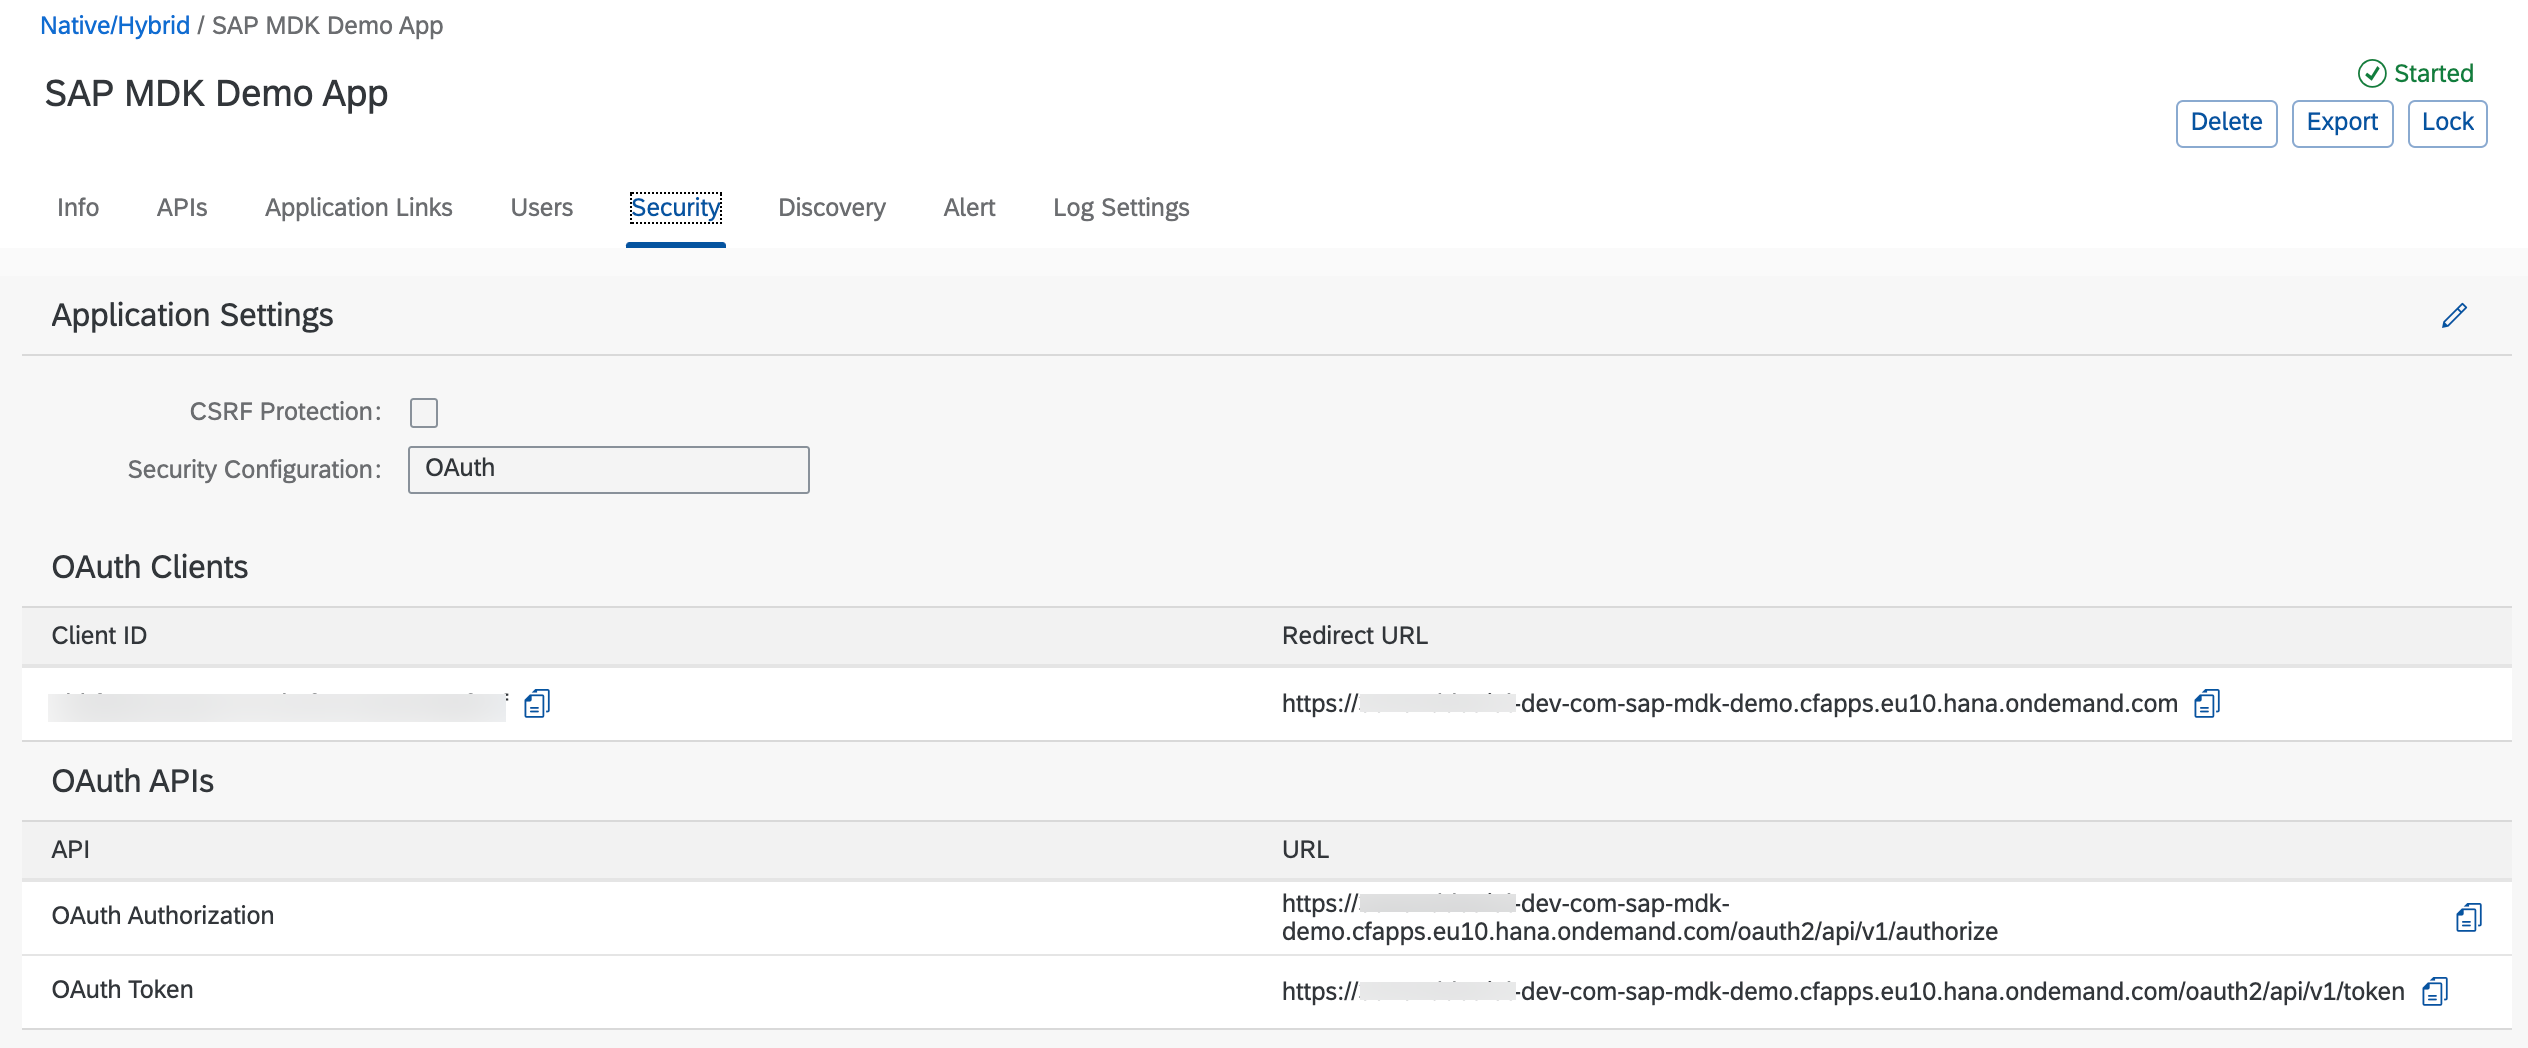 Native/Hybrid / SAP MDK Demo App
SAP MDK Demo App
Started
Delete Export Lock
Info APIs Application Links Users Security Discovery Alert Log Settings
Application Settings
CSRF Protection:
Security Configuration: OAuth
OAuth Clients
Client ID Redirect URL
https:// -dev-com-sap-mdk-demo.cfapps.eu10.hana.ondemand.com
OAuth APIs
API URL
OAuth Authorization https:// -dev-com-sap-mdk-
demo.cfapps.eu10.hana.ondemand.com/oauth2/api/v1/authorize
OAuth Token https:// -dev-com-sap-mdk-demo.cfapps.eu10.hana.ondemand.com/oauth2/api/v1/token